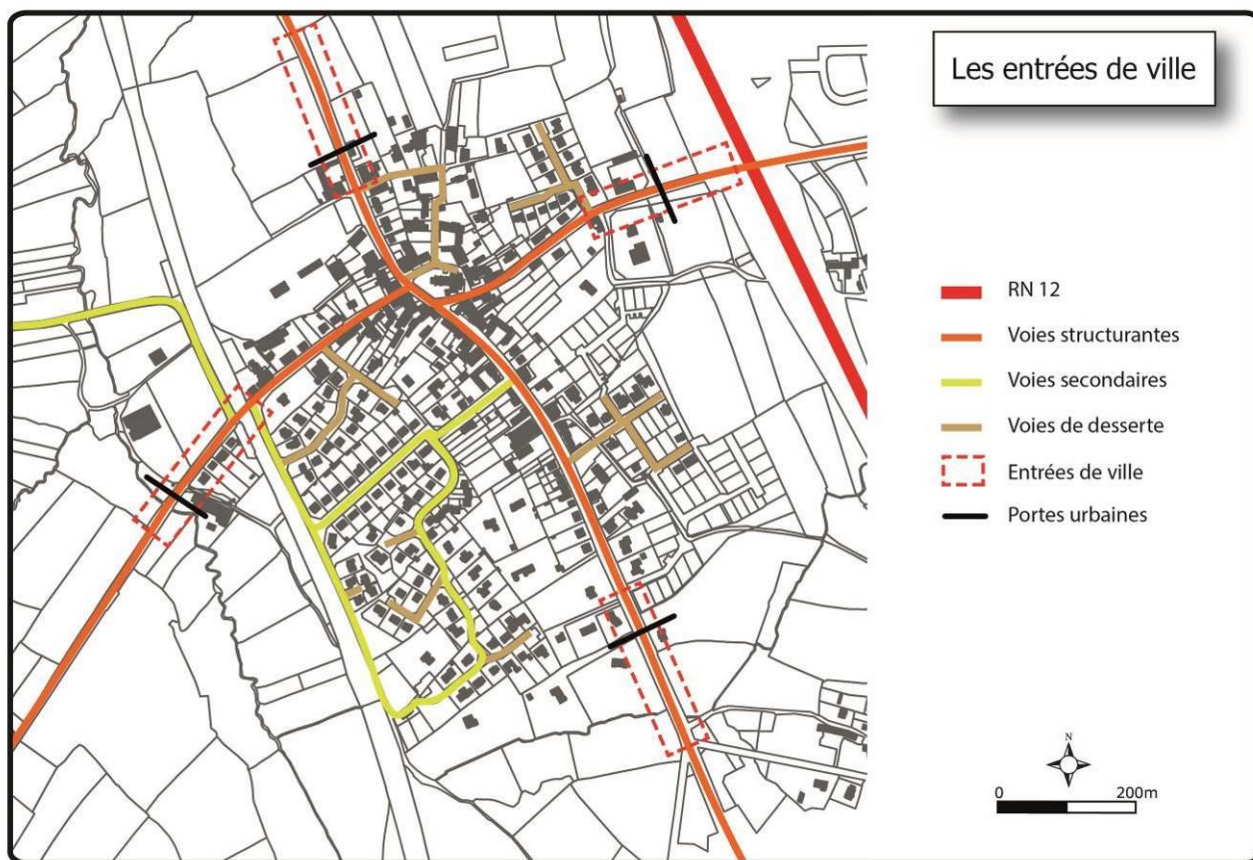 Les entrées de ville
RN 12
Voies structurantes
Voies secondaires
Voies de desserte
Entrées de ville
Portes urbaines
N
0 200m